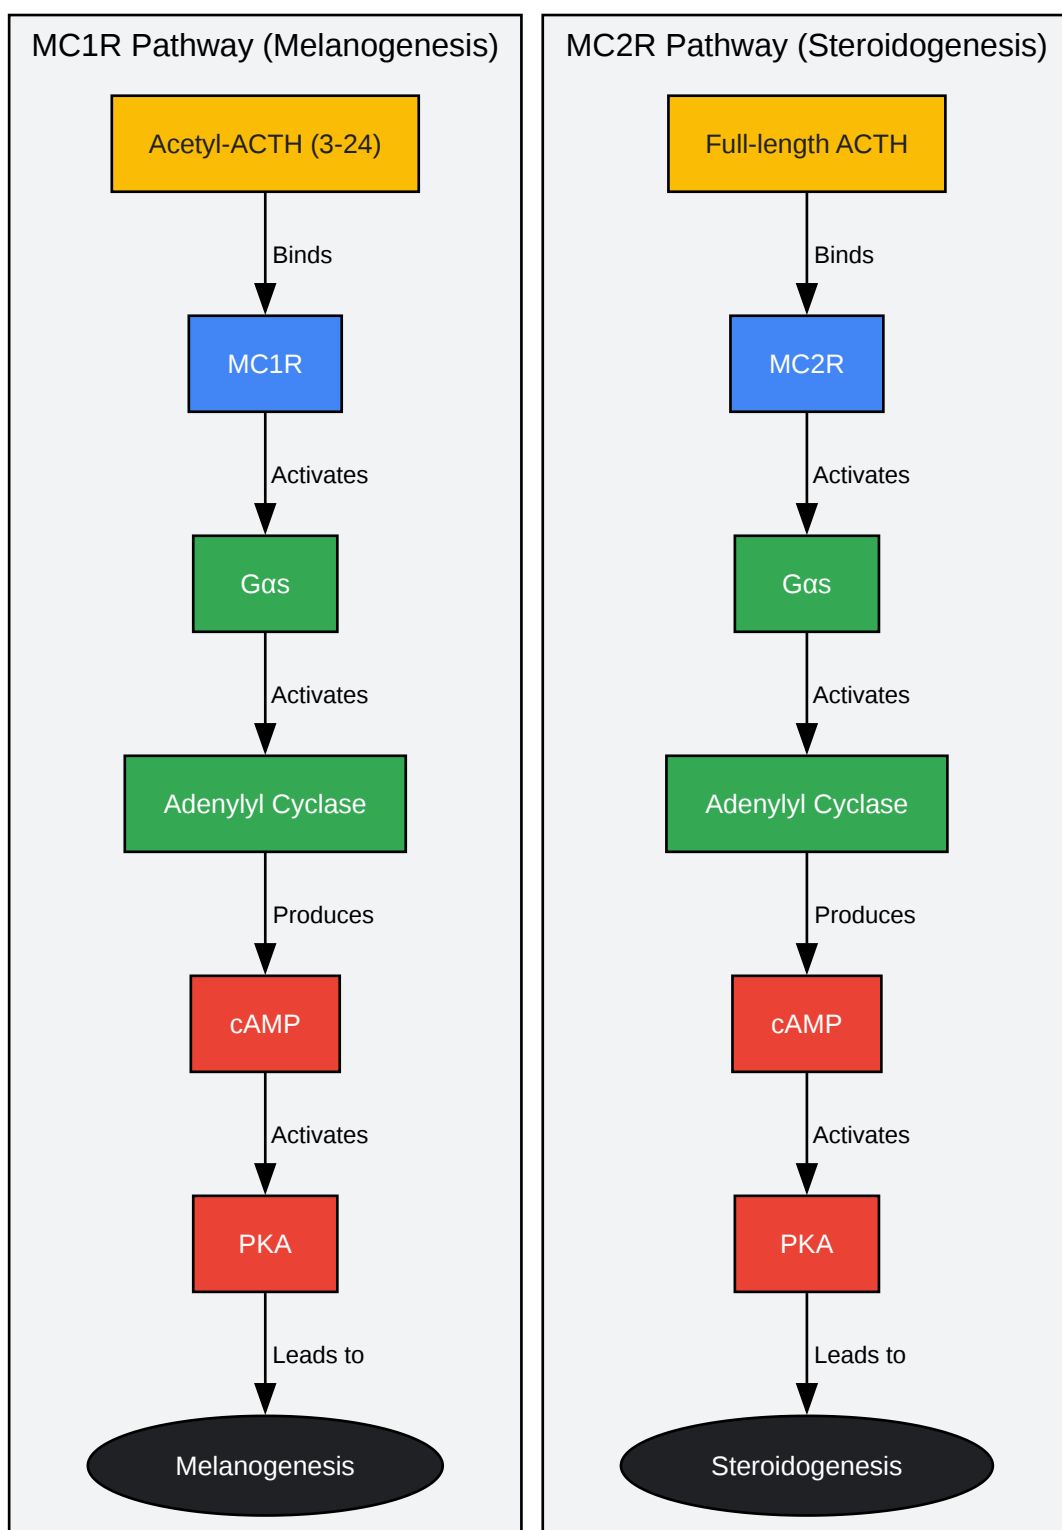 MC1R Pathway (Melanogenesis)
Acetyl-ACTH (3-24)
Binds
MC1R
Activates
Gαs
Activates
Adenylyl Cyclase
Produces
cAMP
Activates
PKA
Leads to
Melanogenesis
MC2R Pathway (Steroidogenesis)
Full-length ACTH
Binds
MC2R
Activates
Gαs
Activates
Adenylyl Cyclase
Produces
cAMP
Activates
PKA
Leads to
Steroidogenesis